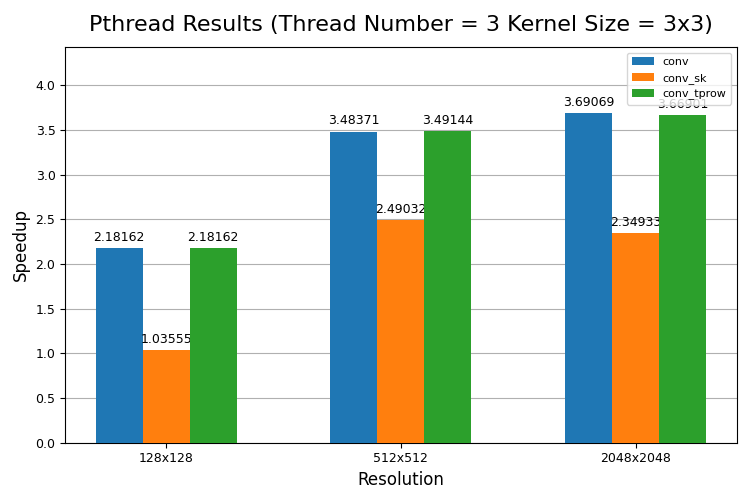 Pthread Results (Thread Number = 3 Kernel Size = 3x3)
conv
conv_sk
conv_tprow
Speedup
4.0
3.5
3.0
2.5
2.0
1.5
1.0
0.5
0.0
2.18162
1.03555
2.18162
3.48371
2.49032
3.49144
3.69069
2.34933
3.66901
128x128
512x512
2048x2048
Resolution